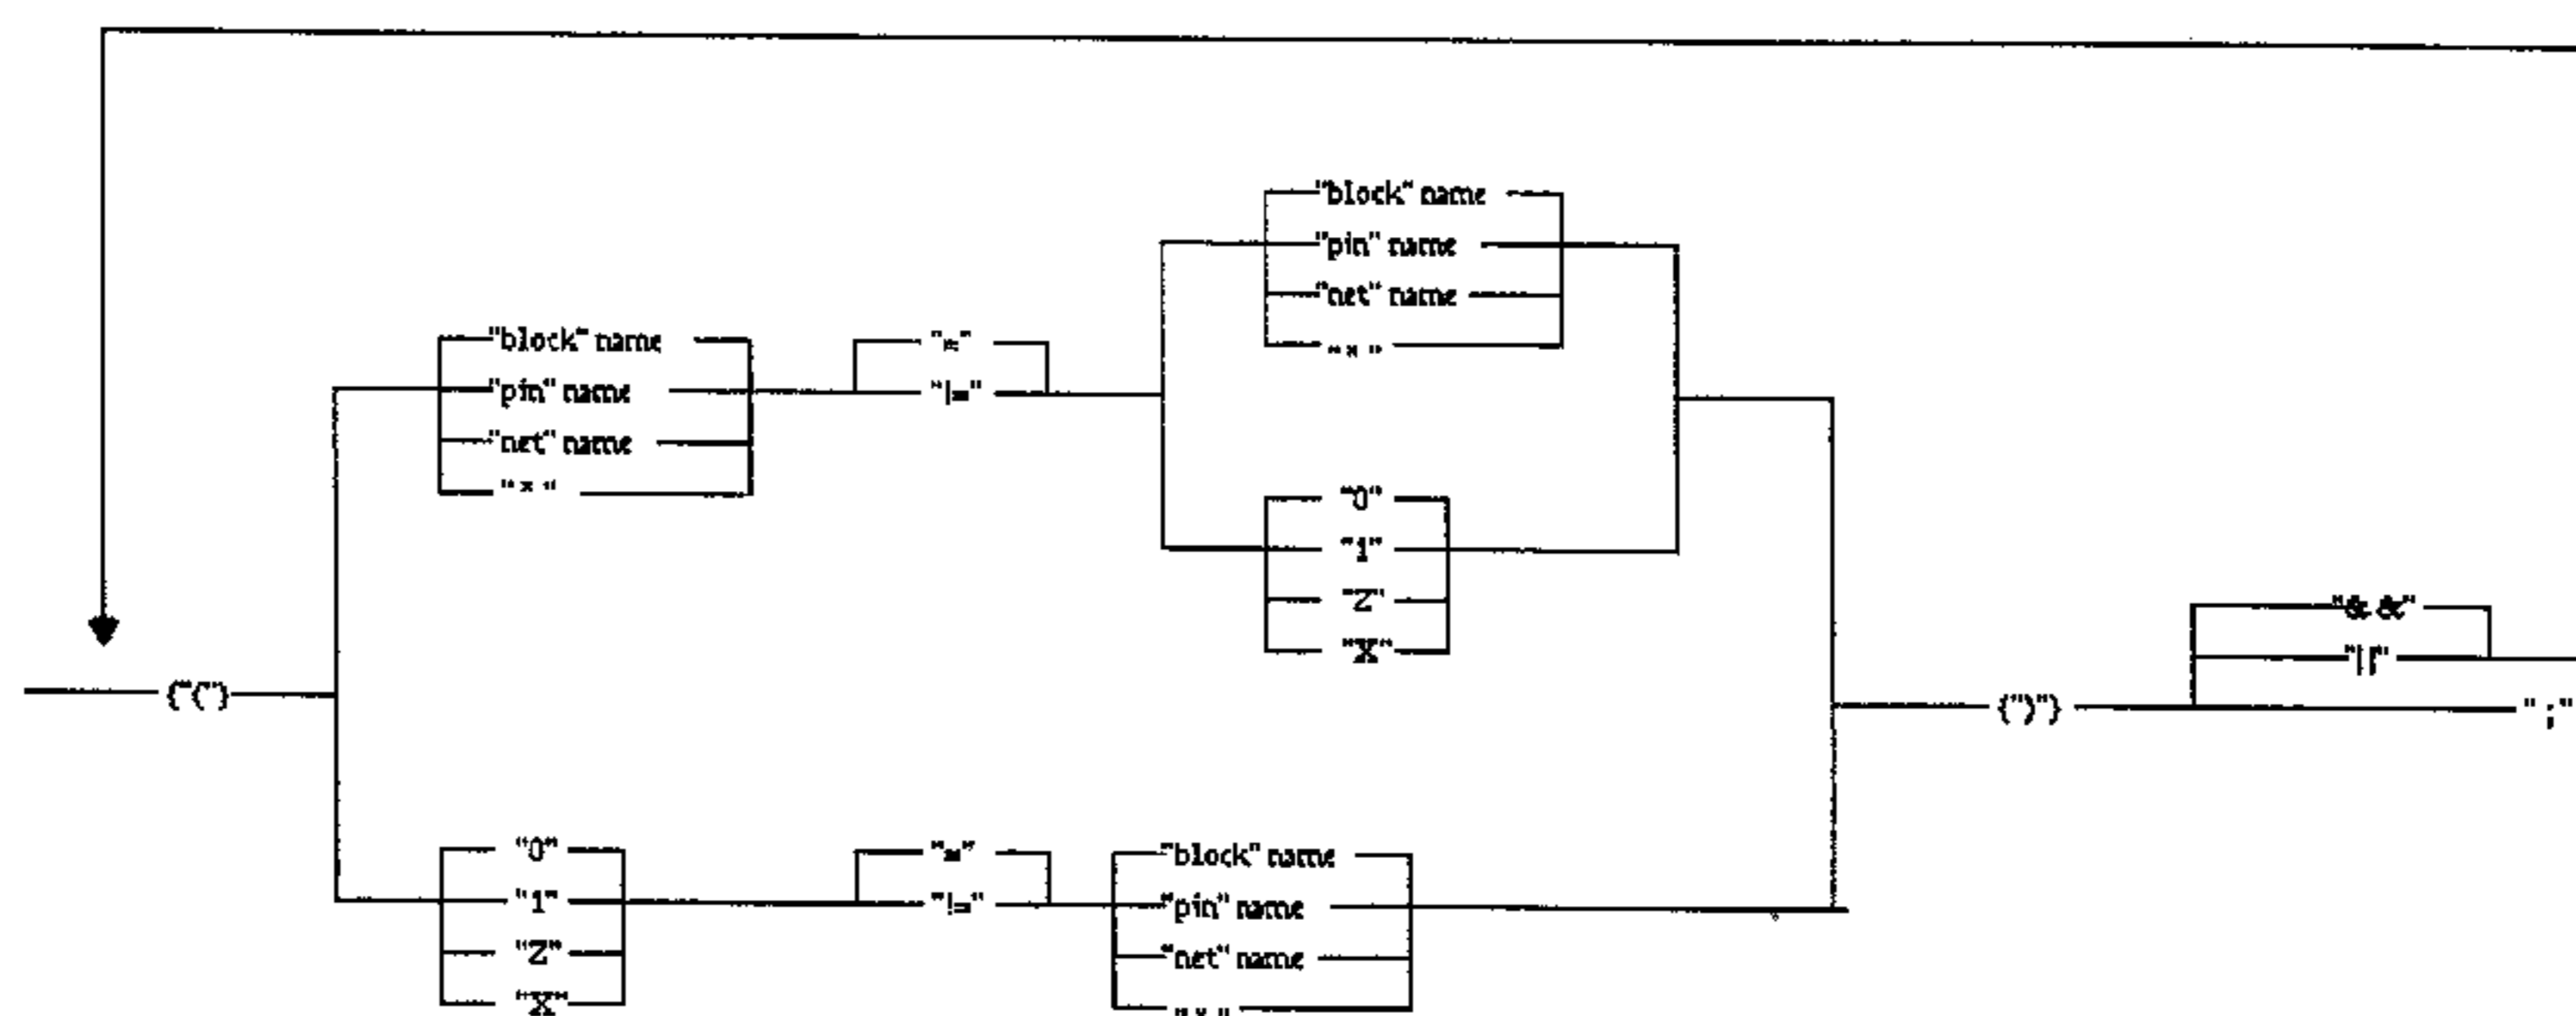 "block" name
"pin" name
"net" name
"*"
"block" name
"pin" name
"net" name
"*"
"="
"!="
"0"
"1"
"Z"
"X"
"&&"
"||"
";"
{"("}
{")"}
"0"
"1"
"Z"
"X"
"="
"!="
"block" name
"pin" name
"net" name